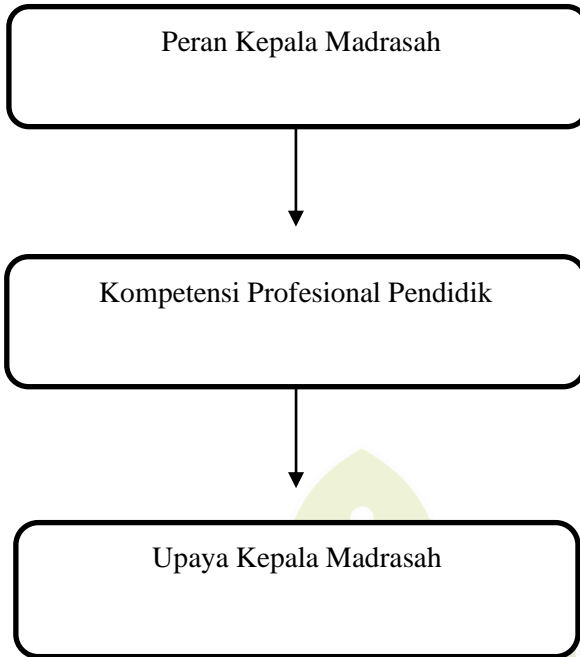 Peran Kepala Madrasah
Kompetensi Profesional Pendidik
Upaya Kepala Madrasah